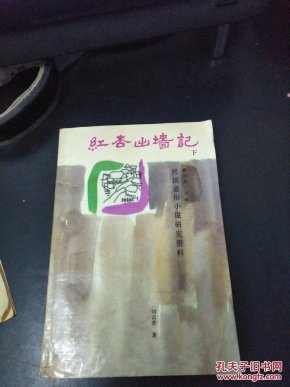 紅杏出墙記
下
民国通俗小说研究资料
刘云若 著
孔夫子旧书网